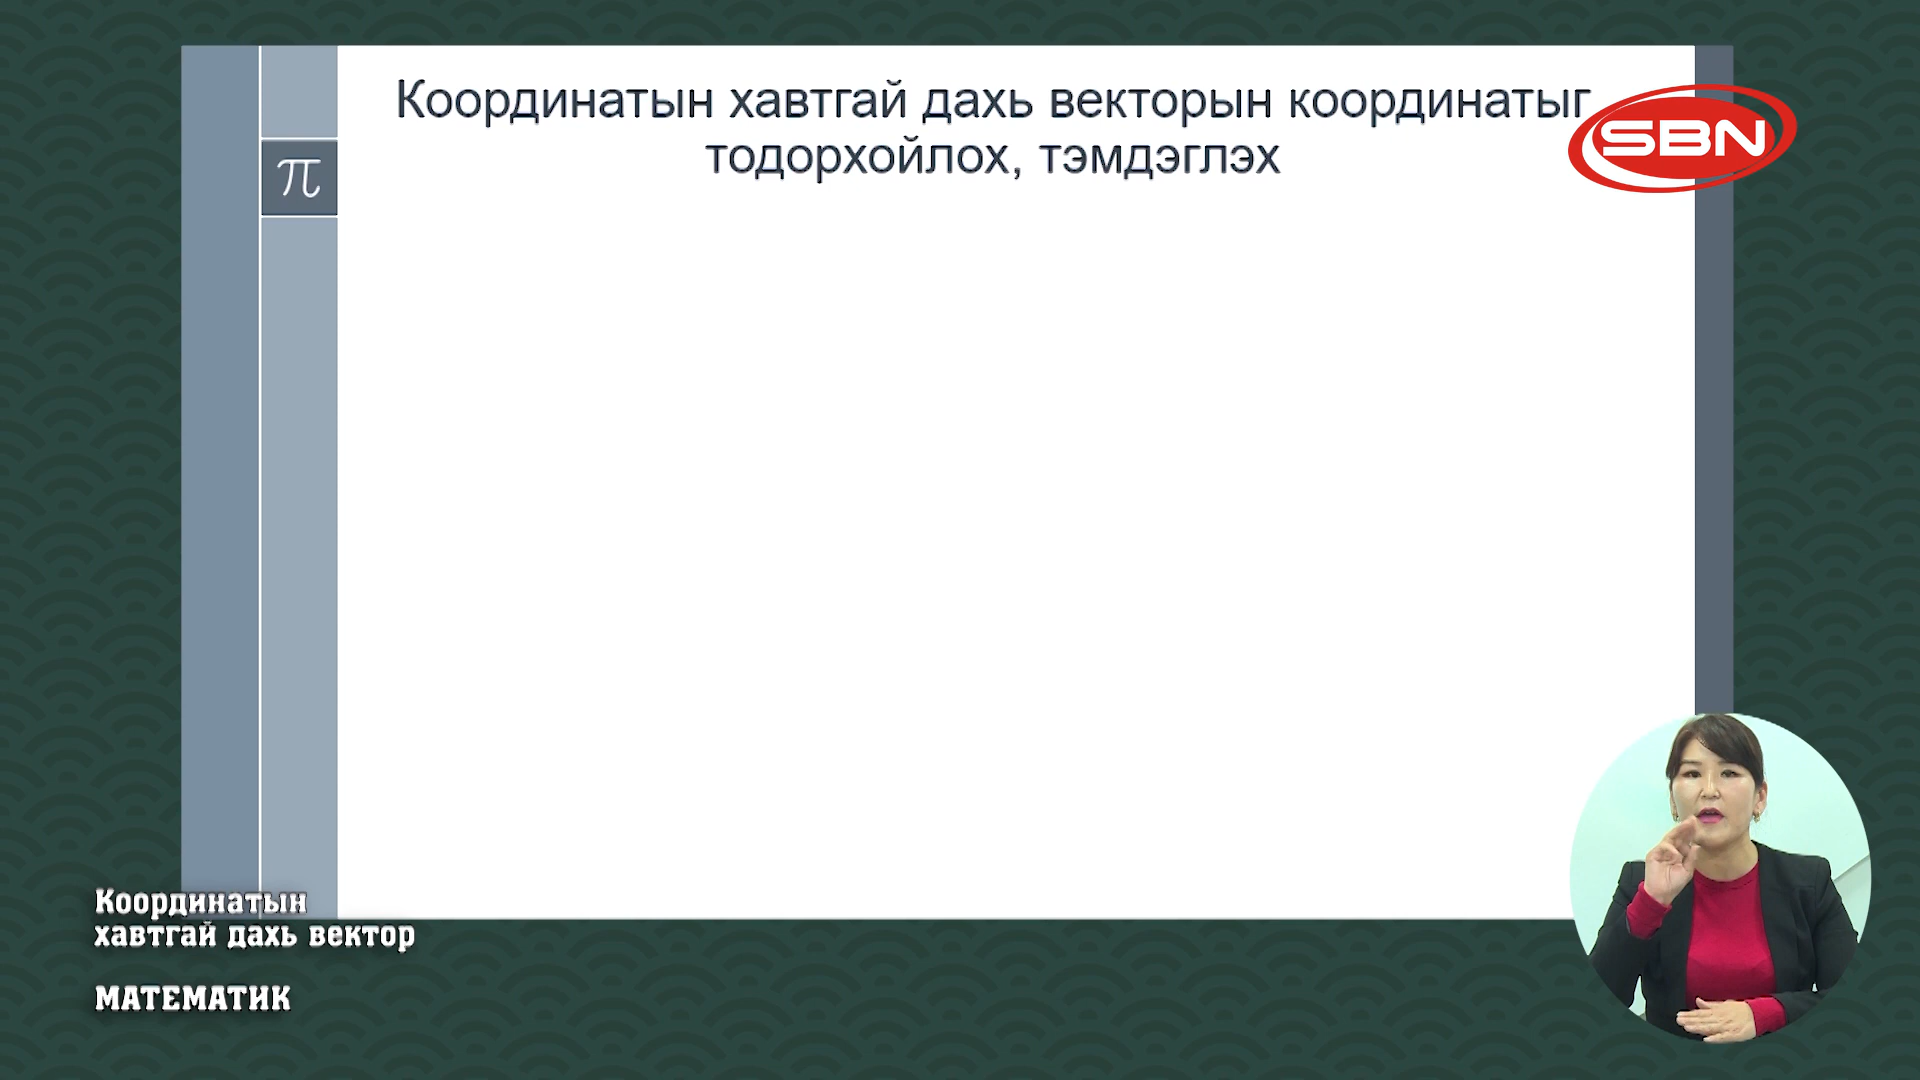 Координатын хавтгай дахь векторын координатыг
тодорхойлох, тэмдэглэх
SBN
π
Координатын
хавтгай дахь вектор
МАТЕМАТИК